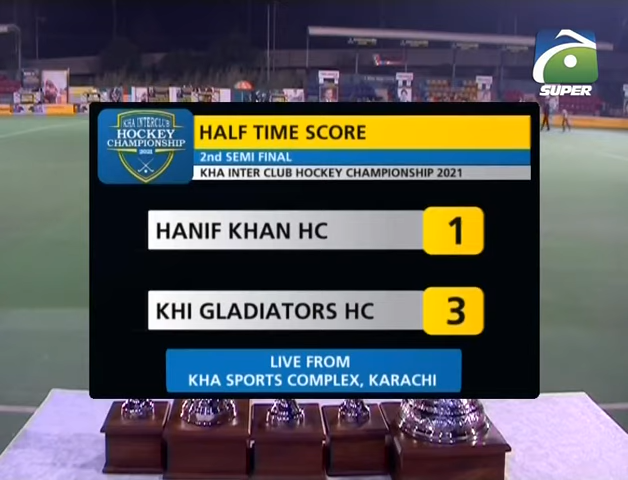 SUPER
KHA INTERCLUB
HOCKEY
CHAMPIONSHIP
2021
HALF TIME SCORE
2nd SEMI FINAL
KHA INTER CLUB HOCKEY CHAMPIONSHIP 2021
HANIF KHAN HC 1
KHI GLADIATORS HC 3
LIVE FROM
KHA SPORTS COMPLEX, KARACHI